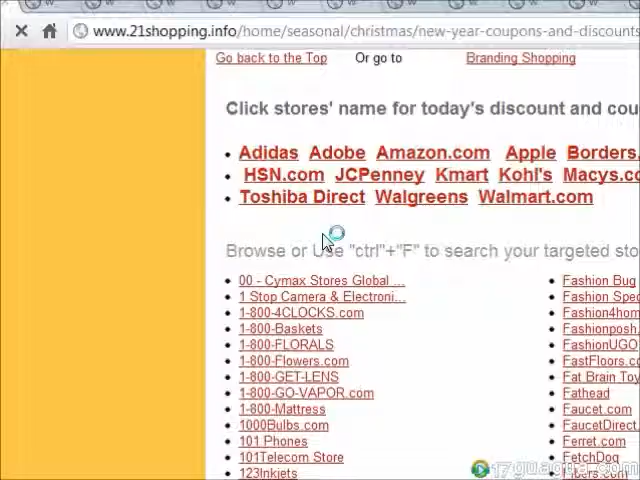 www.21shopping.info/home/seasonal/christmas/new-year-coupons-and-discounts
Go back to the Top Or go to Branding Shopping
Click stores' name for today's discount and cou
Adidas Adobe Amazon.com Apple Borders.
HSN.com JCPenney Kmart Kohl's Macys.co
Toshiba Direct Walgreens Walmart.com
Browse or Use "ctrl"+"F" to search your targeted sto
00 - Cymax Stores Global ... Fashion Bug
1 Stop Camera & Electroni... Fashion Spec
1-800-4CLOCKS.com Fashion4hom
1-800-Baskets Fashionposh
1-800-FLORALS FashionUGO
1-800-Flowers.com FastFloors.c
1-800-GET-LENS Fat Brain Toy
1-800-GO-VAPOR.com Fathead
1-800-Mattress Faucet.com
1000Bulbs.com FaucetDirect.
101 Phones Ferret.com
101Telecom Store FetchDog
123Inkjets Fibers.com
17guagua.com